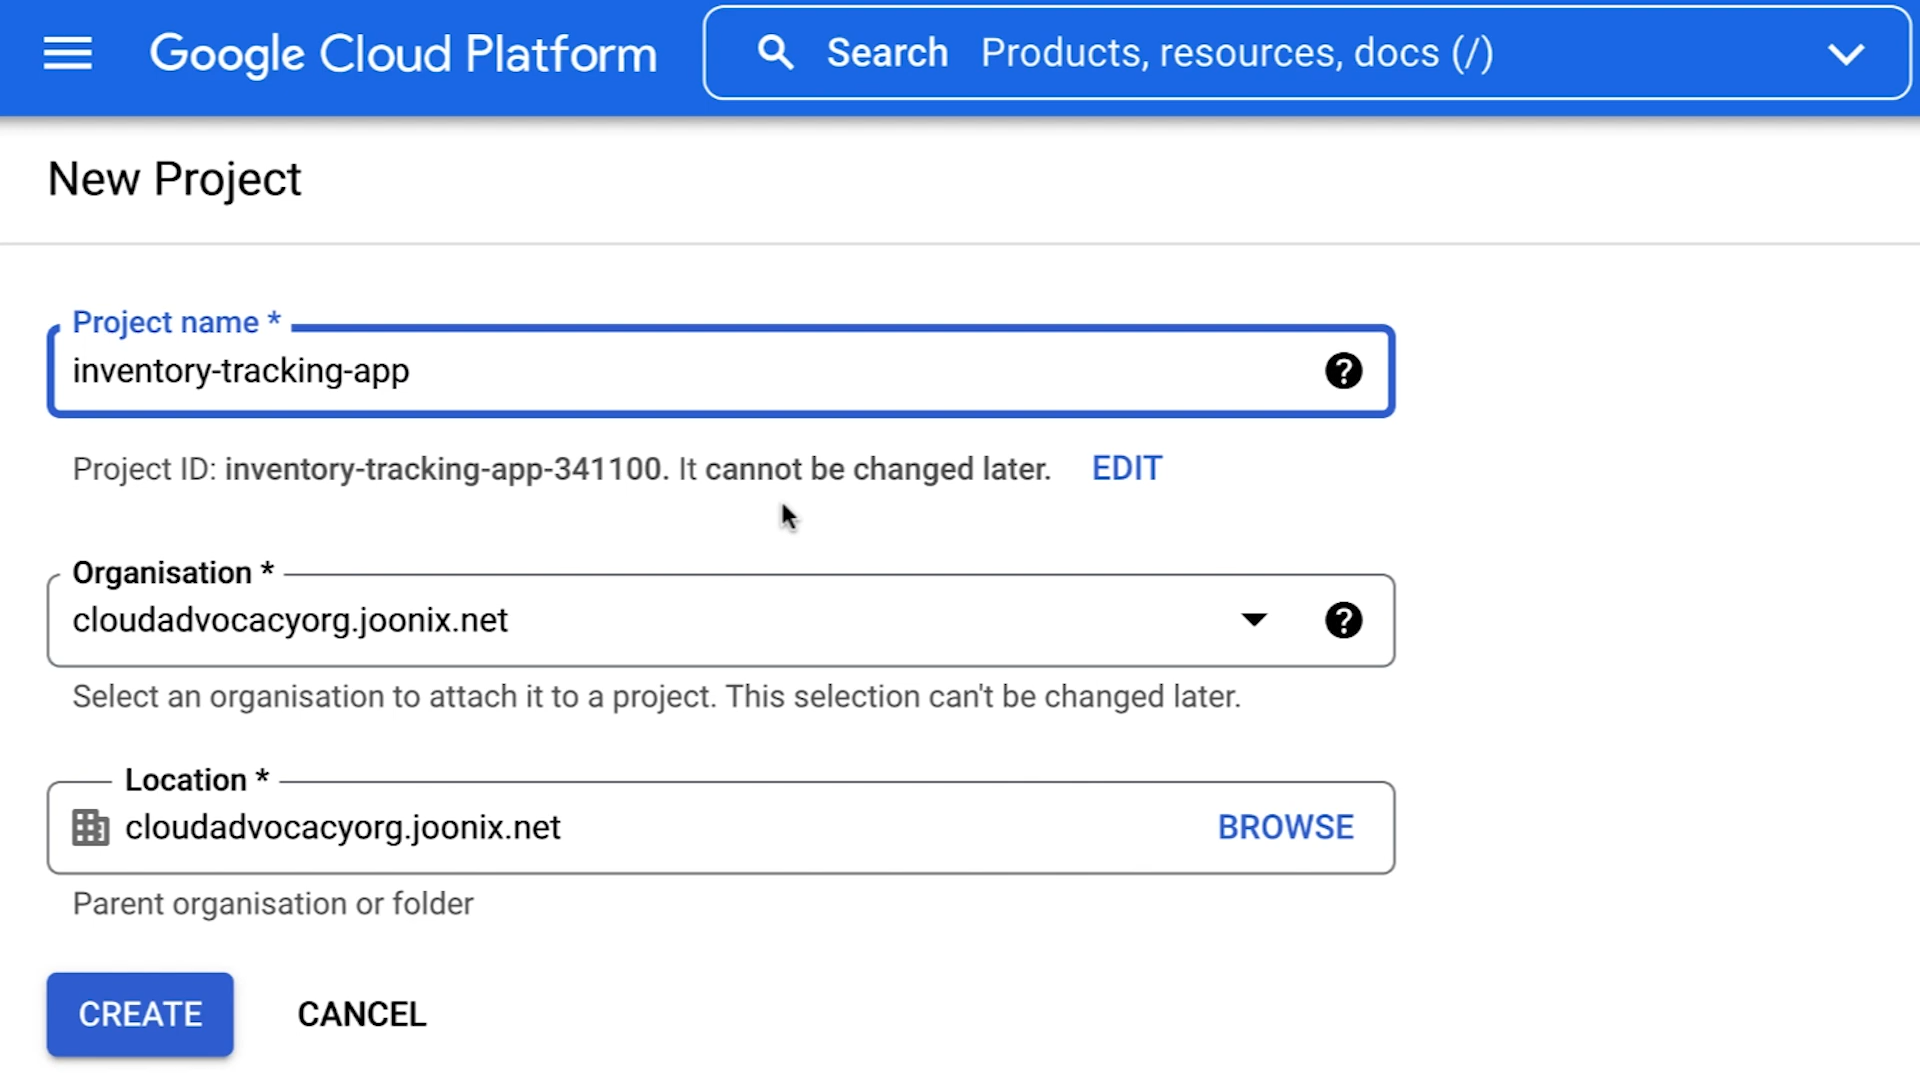 Google Cloud Platform
Search Products, resources, docs (/)
New Project
Project name *
inventory-tracking-app
Project ID: inventory-tracking-app-341100. It cannot be changed later. EDIT
Organisation *
cloudadvocacyorg.joonix.net
Select an organisation to attach it to a project. This selection can't be changed later.
Location *
cloudadvocacyorg.joonix.net BROWSE
Parent organisation or folder
CREATE CANCEL